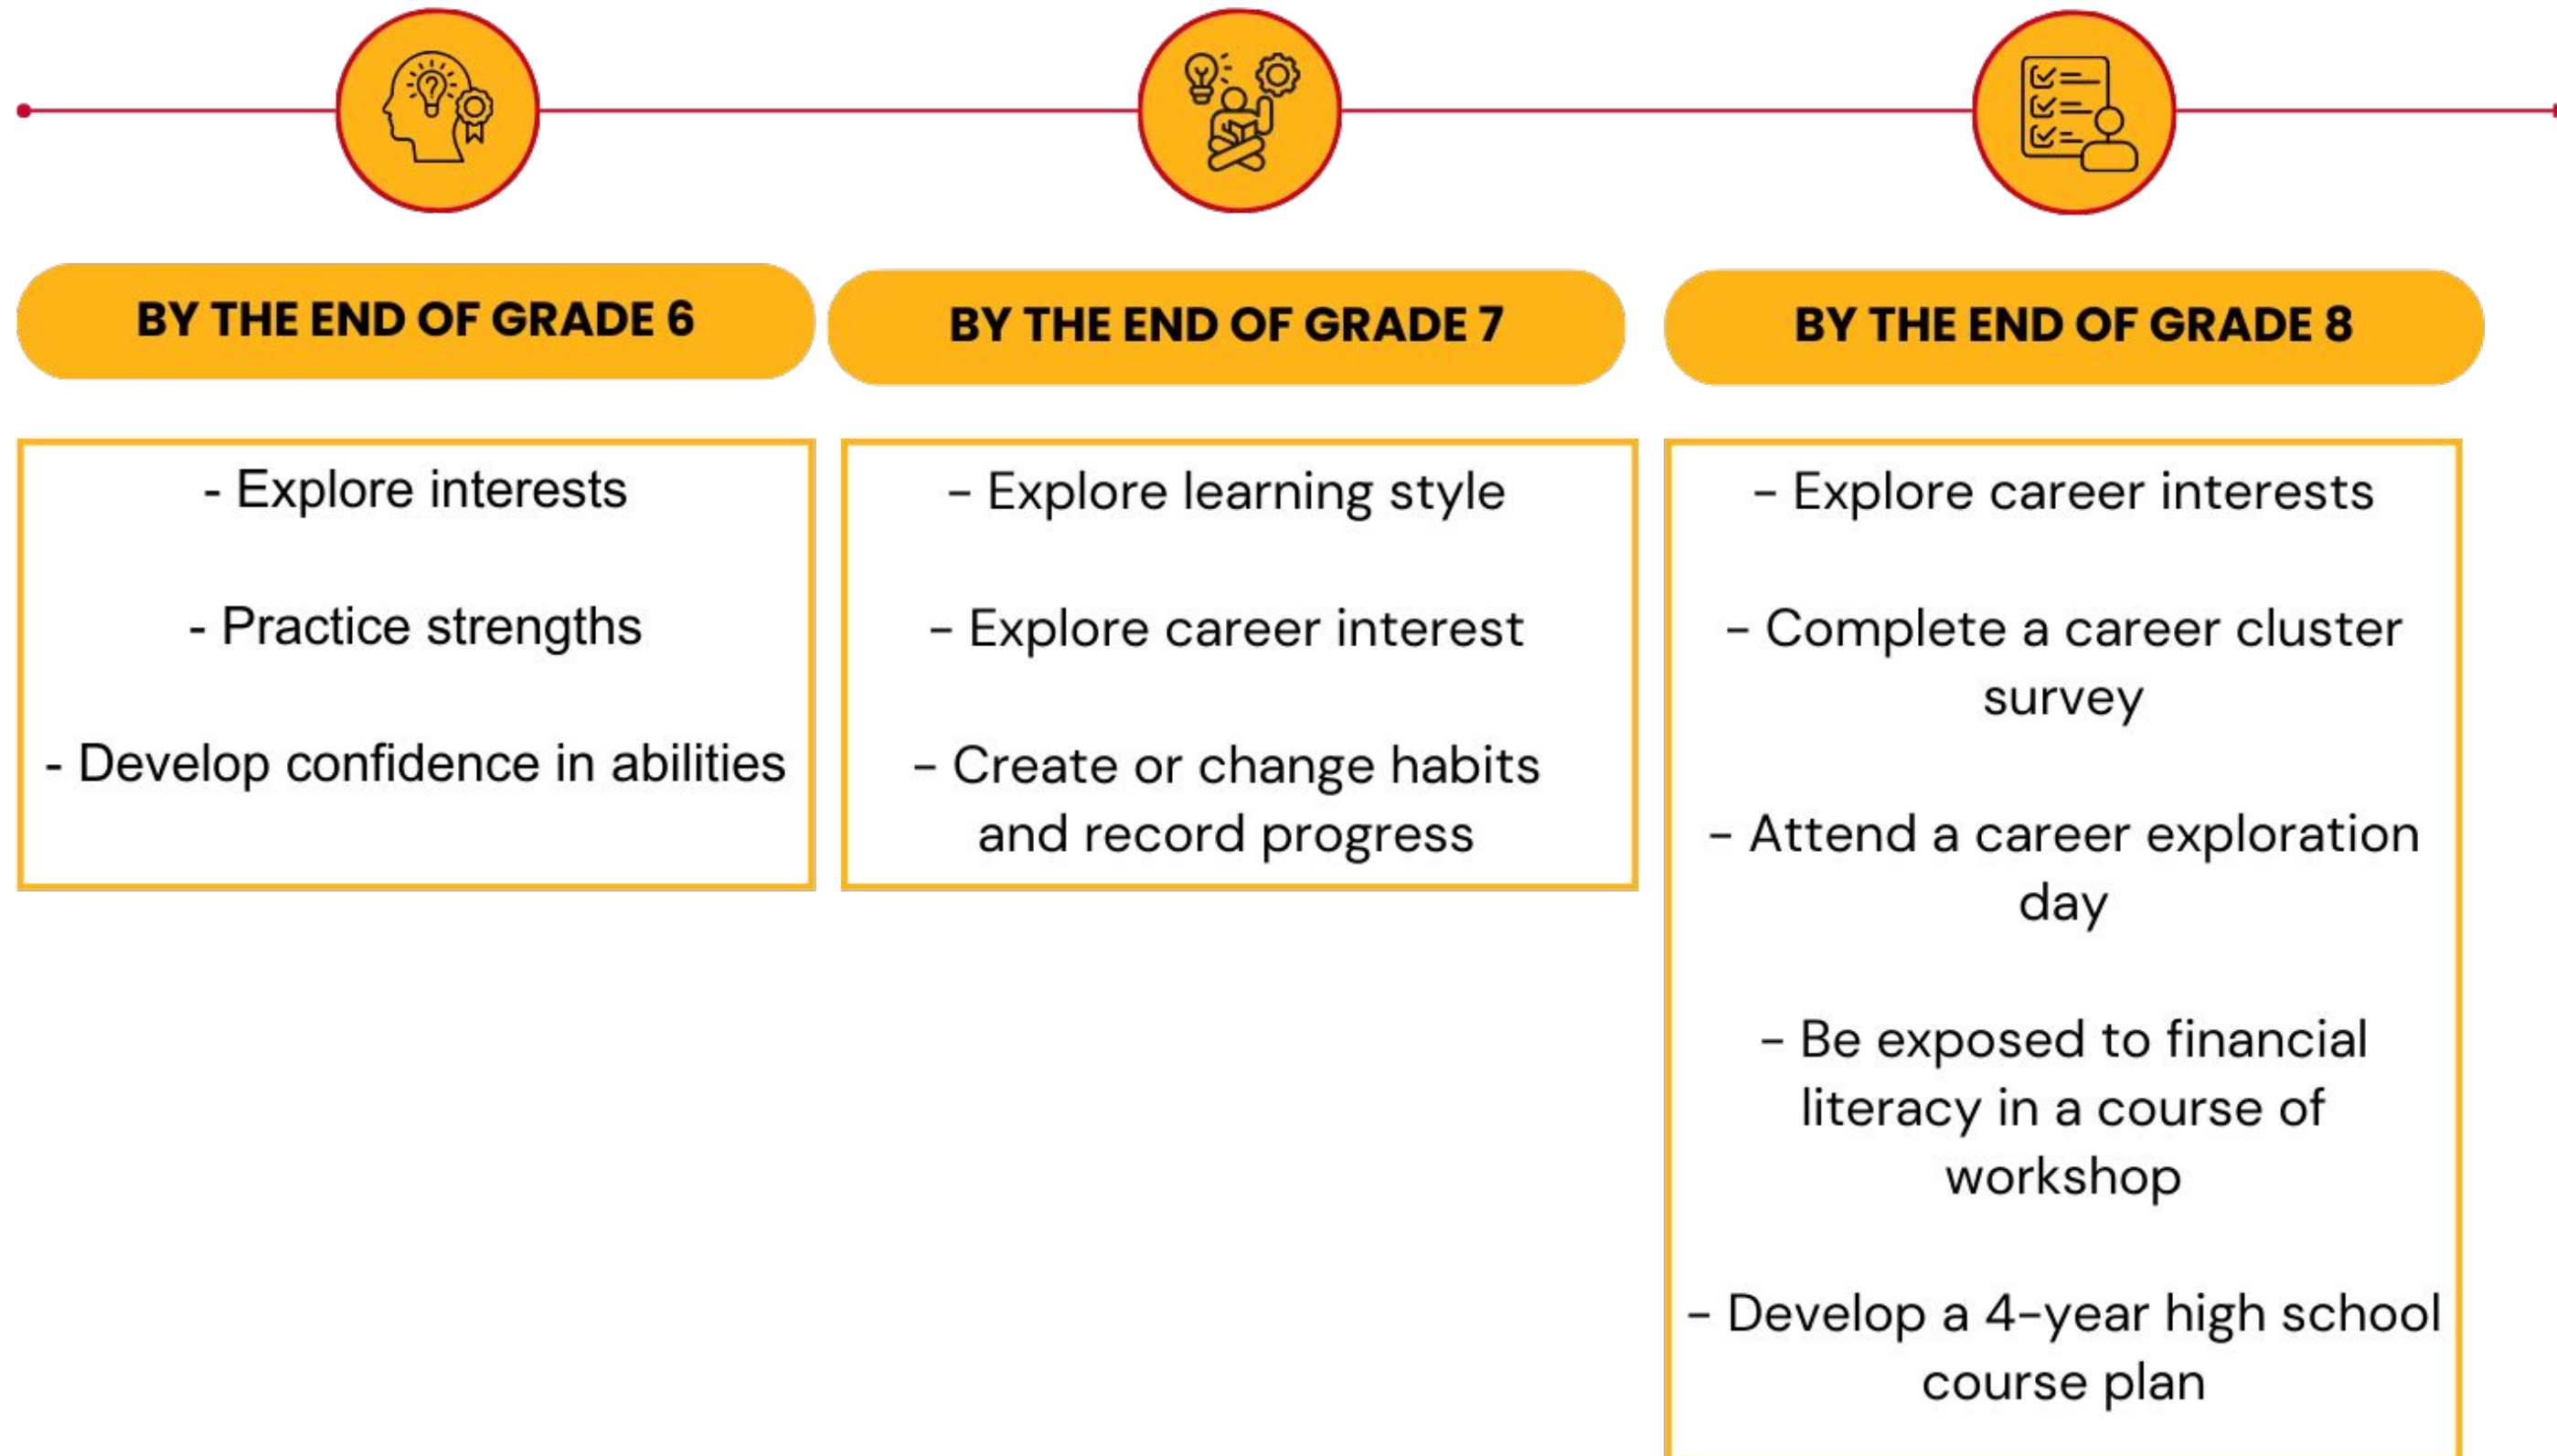 BY THE END OF GRADE 6
- Explore interests
- Practice strengths
- Develop confidence in abilities
BY THE END OF GRADE 7
- Explore learning style
- Explore career interest
- Create or change habits
and record progress
BY THE END OF GRADE 8
- Explore career interests
- Complete a career cluster
survey
- Attend a career exploration
day
- Be exposed to financial
literacy in a course of
workshop
- Develop a 4-year high school
course plan